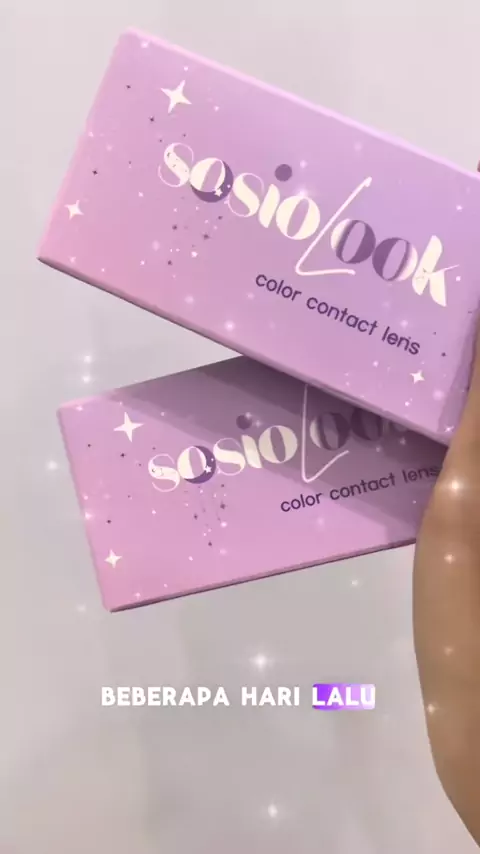 sosioLook
color contact lens
sosioLook
color contact lens
BEBERAPA HARI LALU